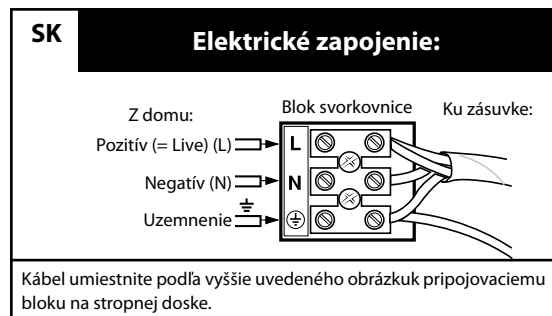 SK
Elektrické zapojenie:
Z domu:
Blok svorkovnice
Ku zásuvke:
Pozitív (= Live) (L)
L
Negatív (N)
N
Uzemnenie
Kábel umiestnite podľa vyššie uvedeného obrázkuk pripojovaciemu
bloku na stropnej doske.